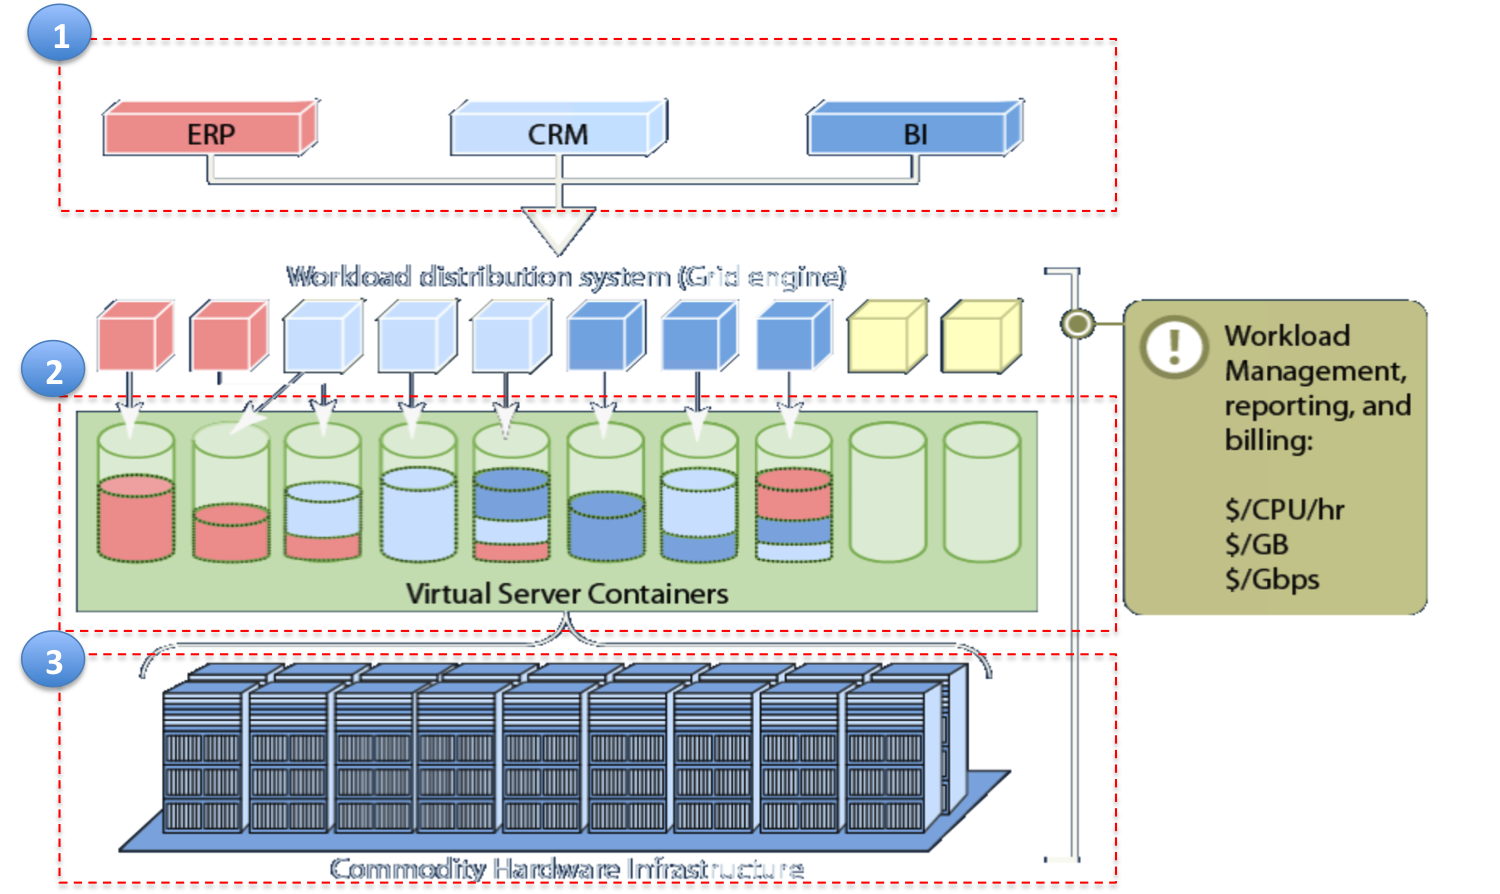 1
ERP
CRM
BI
Workload distribution system (Grid engine)
2
Virtual Server Containers
3
Commodity Hardware Infrastructure
!
Workload
Management,
reporting, and
billing:
$/CPU/hr
$/GB
$/Gbps